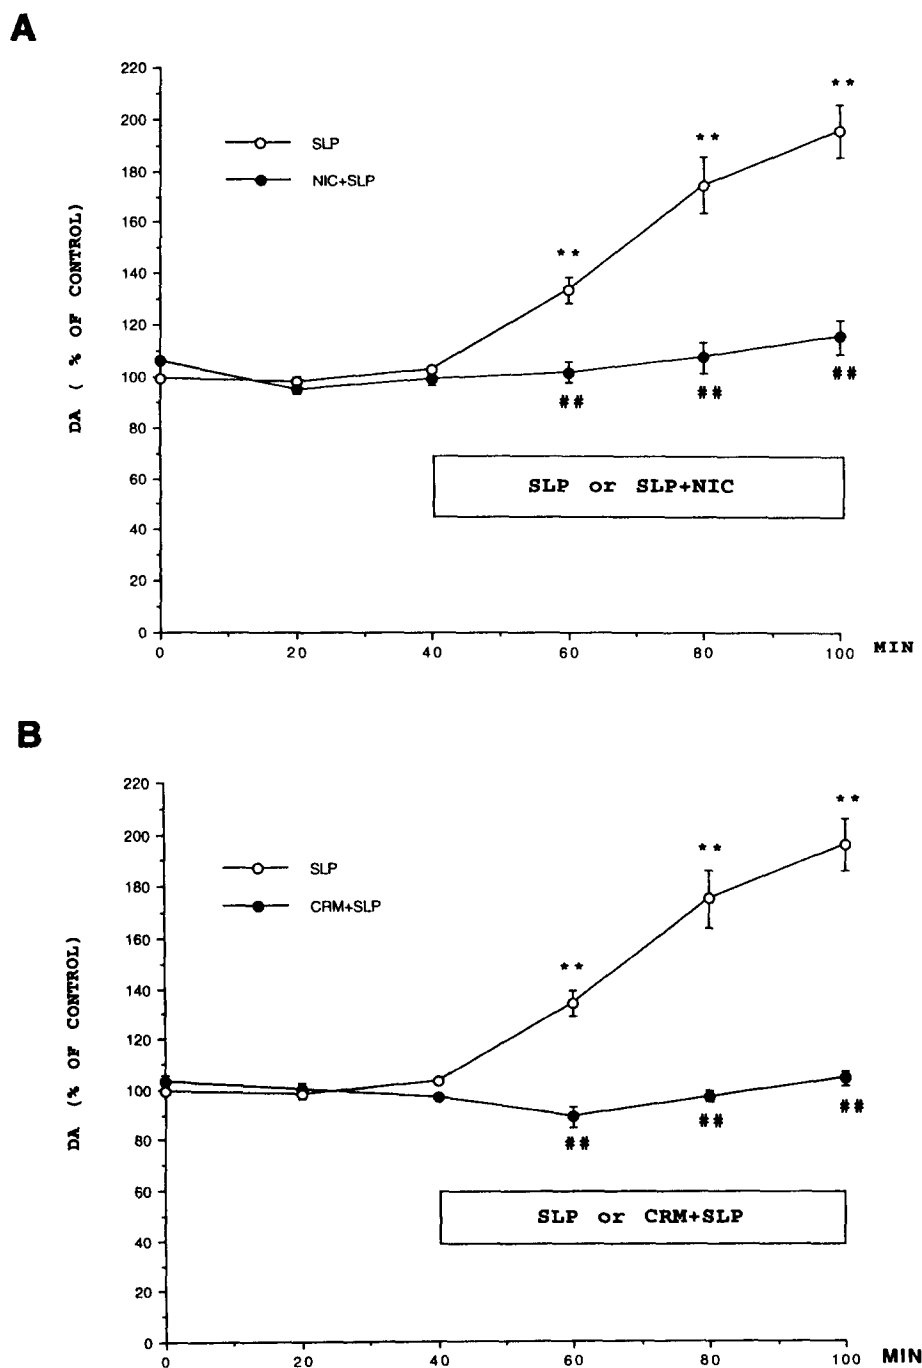 A
220
200
180
160
140
120
100
80
60
40
20
0
DA ( % OF CONTROL)
SLP
NIC+SLP
** ** **
## ## ##
SLP or SLP+NIC
0 20 40 60 80 100 MIN
B
220
200
180
160
140
120
100
80
60
40
20
0
DA (% OF CONTROL)
SLP
CRM+SLP
** ** **
## ## ##
SLP or CRM+SLP
0 20 40 60 80 100 MIN